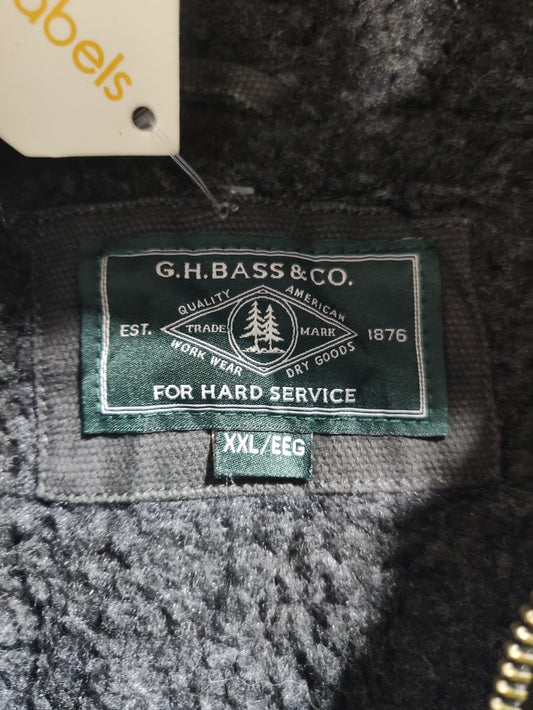 abels
G.H.BASS & CO.
QUALITY AMERICAN
EST. TRADE MARK 1876
WORK WEAR DRY GOODS
FOR HARD SERVICE
XXL/EEG